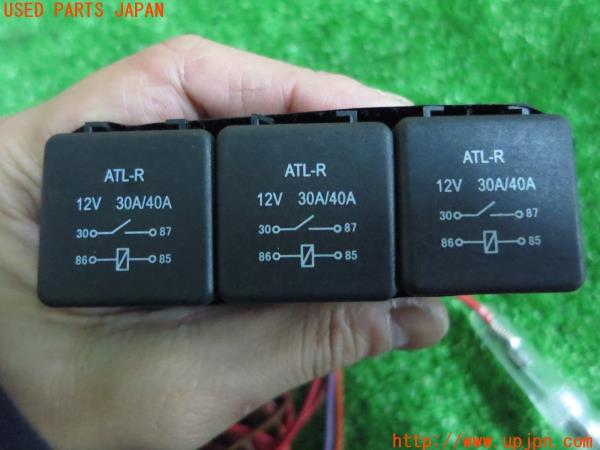 USED PARTS JAPAN
ATL-R
12V 30A/40A
30 87
86 85
ATL-R
12V 30A/40A
30 87
86 85
ATL-R
12V 30A/40A
30 87
86 85
http://www.upjpn.com